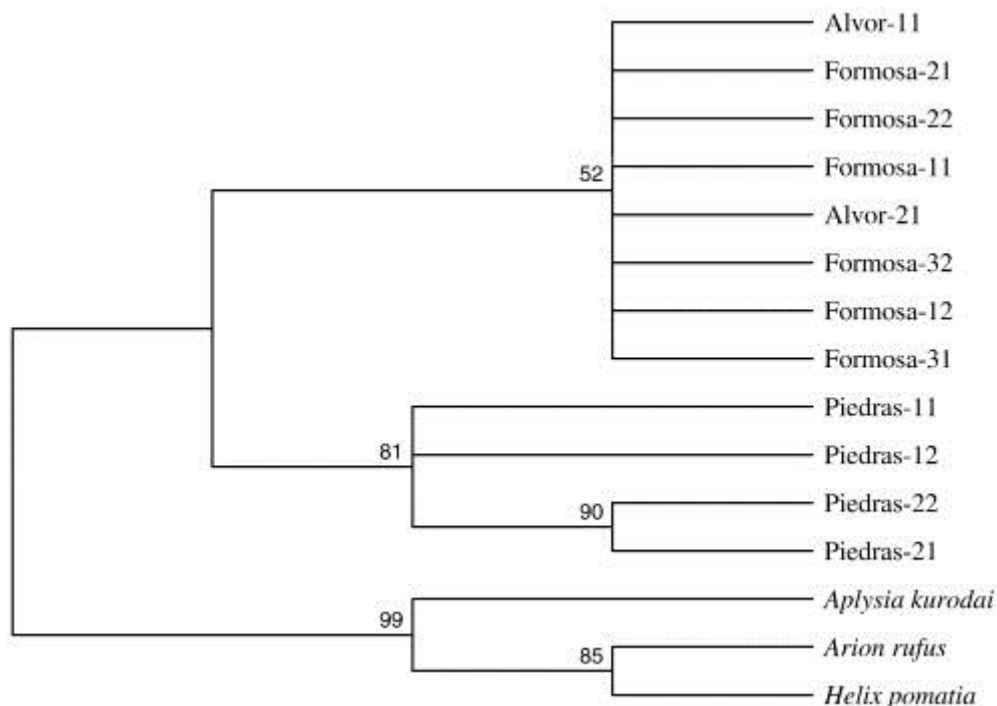 Alvor-11
Formosa-21
Formosa-22
Formosa-11
52
Alvor-21
Formosa-32
Formosa-12
Formosa-31
Piedras-11
81
Piedras-12
Piedras-22
90
Piedras-21
Aplysia kurodai
99
Arion rufus
85
Helix pomatia